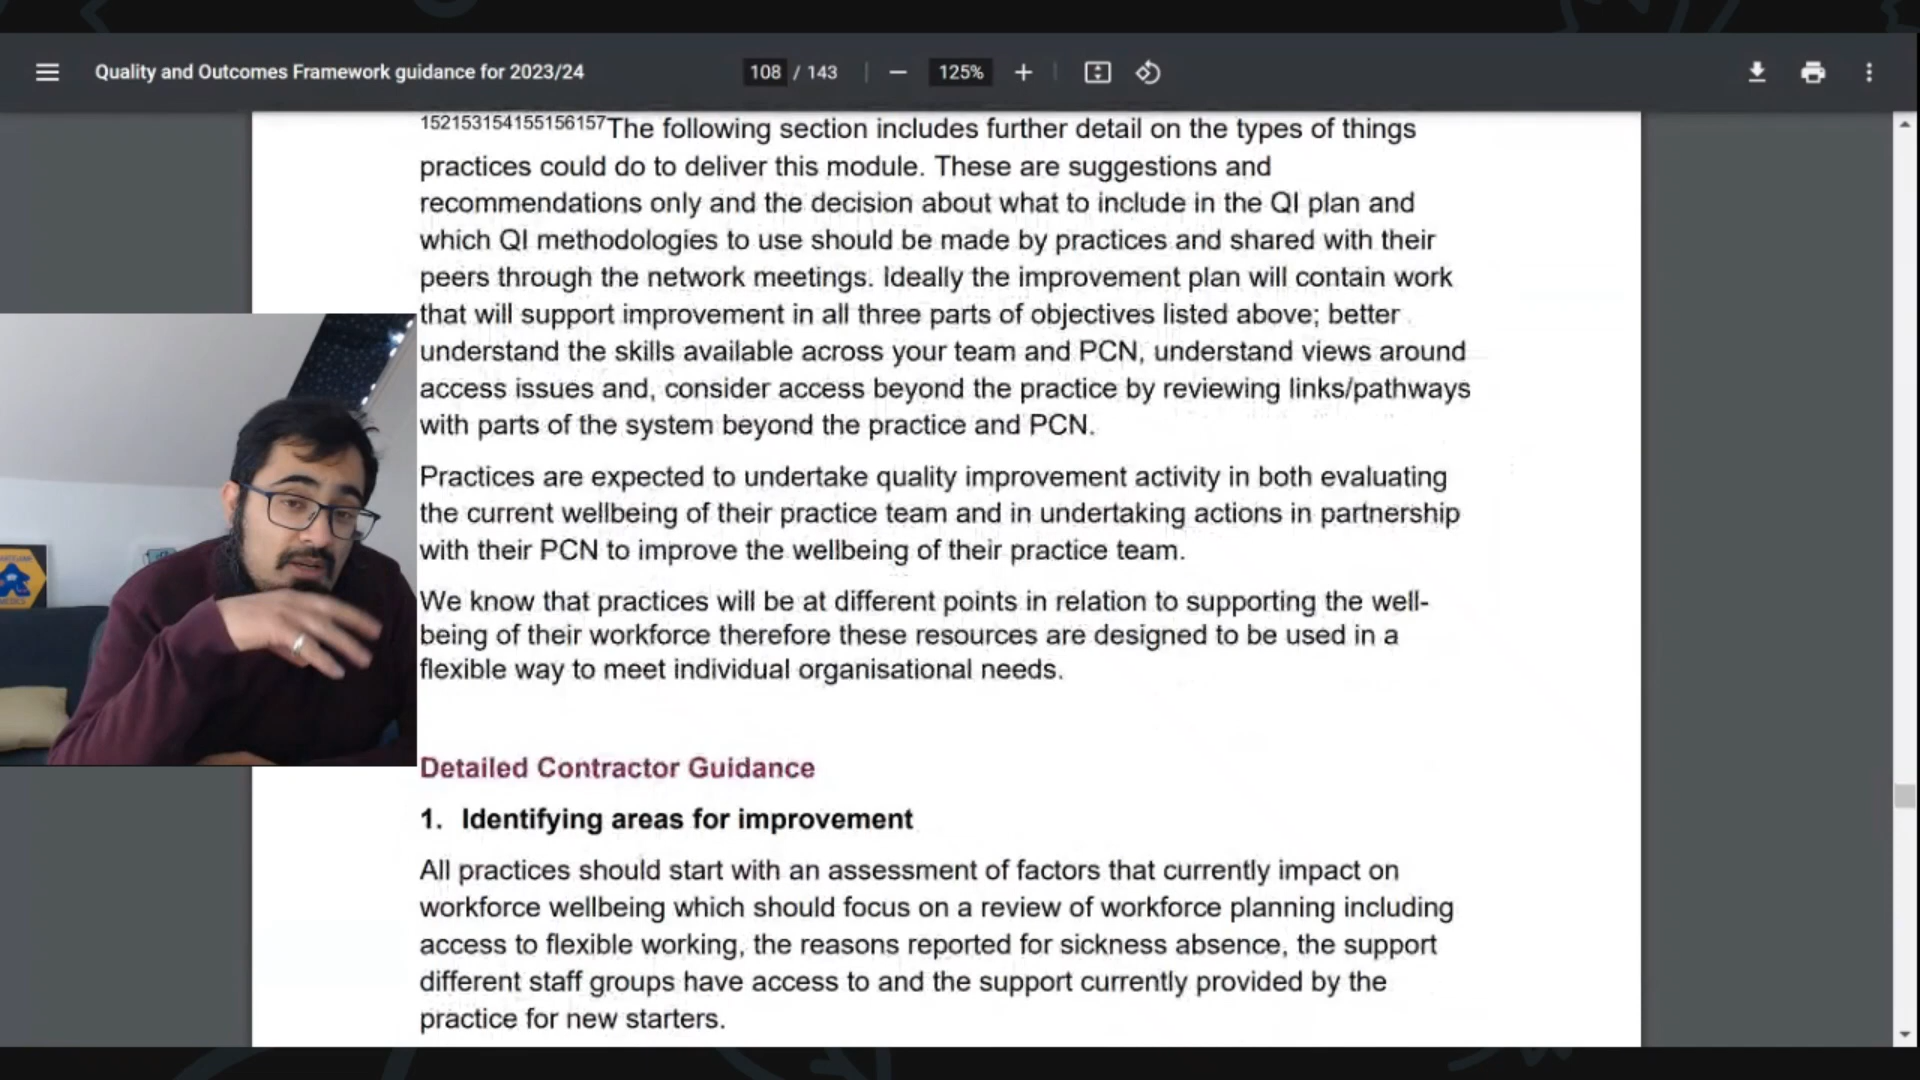 Quality and Outcomes Framework guidance for 2023/24
108 / 143
125%
152153154155156157The following section includes further detail on the types of things
practices could do to deliver this module. These are suggestions and
recommendations only and the decision about what to include in the QI plan and
which QI methodologies to use should be made by practices and shared with their
peers through the network meetings. Ideally the improvement plan will contain work
that will support improvement in all three parts of objectives listed above; better
understand the skills available across your team and PCN, understand views around
access issues and, consider access beyond the practice by reviewing links/pathways
with parts of the system beyond the practice and PCN.
Practices are expected to undertake quality improvement activity in both evaluating
the current wellbeing of their practice team and in undertaking actions in partnership
with their PCN to improve the wellbeing of their practice team.
We know that practices will be at different points in relation to supporting the well-
being of their workforce therefore these resources are designed to be used in a
flexible way to meet individual organisational needs.
Detailed Contractor Guidance
1. Identifying areas for improvement
All practices should start with an assessment of factors that currently impact on
workforce wellbeing which should focus on a review of workforce planning including
access to flexible working, the reasons reported for sickness absence, the support
different staff groups have access to and the support currently provided by the
practice for new starters.